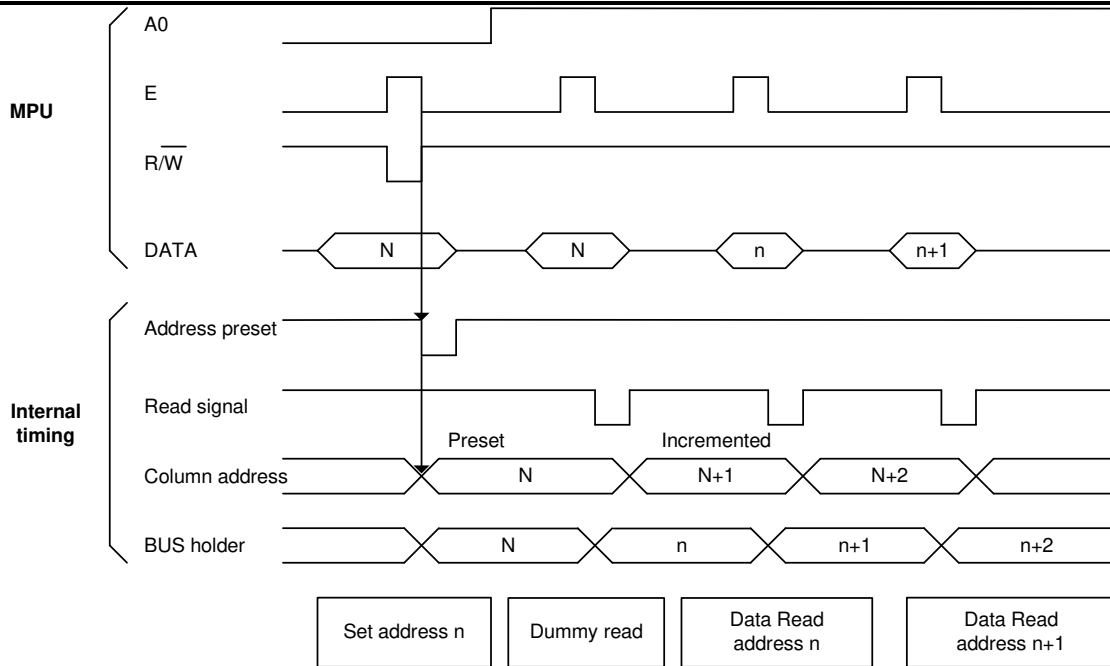 A0
E
MPU
R/W
DATA
N
N
n
n+1
Address preset
Read signal
Internal
timing
Preset
Incremented
Column address
N
N+1
N+2
BUS holder
N
n
n+1
n+2
Set address n
Dummy read
Data Read
address n
Data Read
address n+1